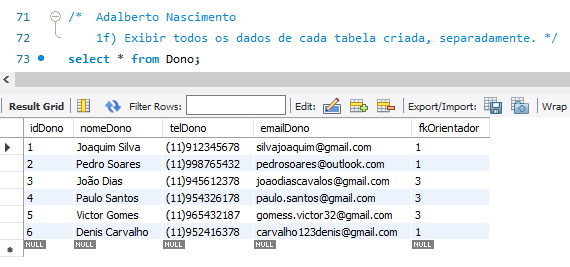 71 /* Adalberto Nascimento
72 1f) Exibir todos os dados de cada tabela criada, separadamente. */
73 select * from Dono;
Result Grid Filter Rows: Edit: Export/Import: Wrap
idDono nomeDono telDono emailDono fkOrientador
1 Joaquim Silva (11)912345678 silvajoaquim@gmail.com 1
2 Pedro Soares (11)998765432 pedrosoares@outlook.com 1
3 João Dias (11)945612378 joaodiascavalos@gmail.com 3
4 Paulo Santos (11)954326178 paulo.santos@gmail.com 3
5 Victor Gomes (11)965432187 gomess.victor32@gmail.com 3
6 Denis Carvalho (11)952416378 carvalho123denis@gmail.com 1
NULL NULL NULL NULL NULL